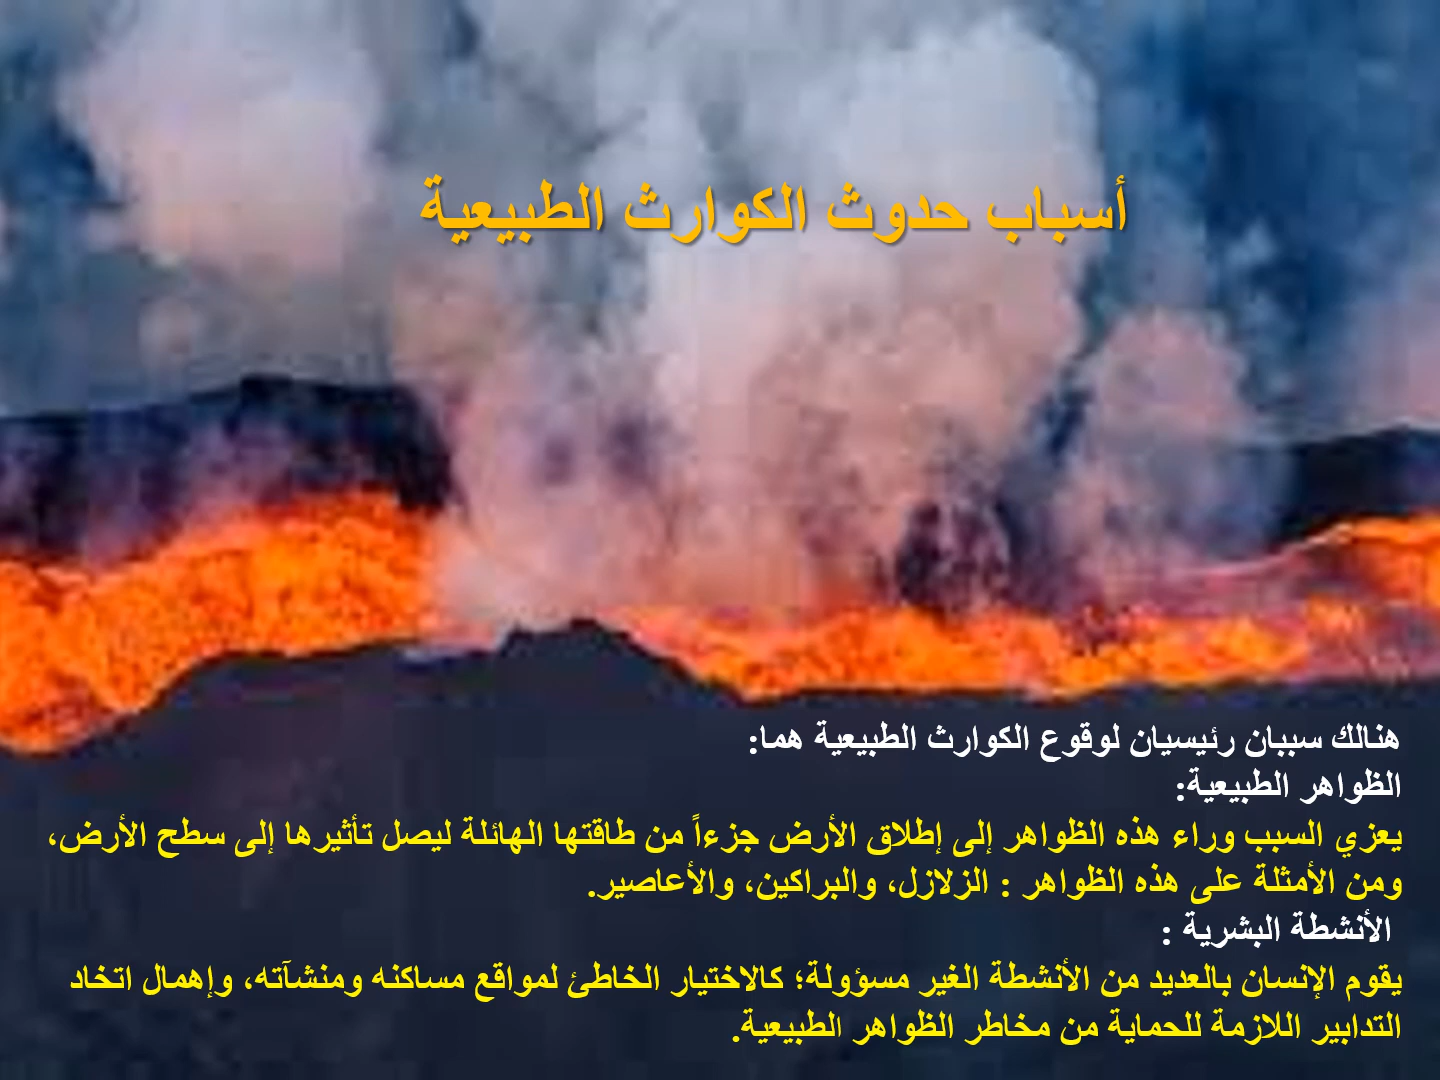 أسباب حدوث الكوارث الطبيعية
هنالك سببان رئيسيان لوقوع الكوارث الطبيعية هما:
الظواهر الطبيعية:
يعزي السبب وراء هذه الظواهر إلى إطلاق الأرض جزءاً من طاقتها الهائلة ليصل تأثيرها إلى سطح الأرض،
ومن الأمثلة على هذه الظواهر : الزلازل، والبراكين، والأعاصير.
الأنشطة البشرية :
يقوم الإنسان بالعديد من الأنشطة الغير مسؤولة؛ كالاختيار الخاطئ لمواقع مساكنه ومنشآته، وإهمال اتخاد
التدابير اللازمة للحماية من مخاطر الظواهر الطبيعية.